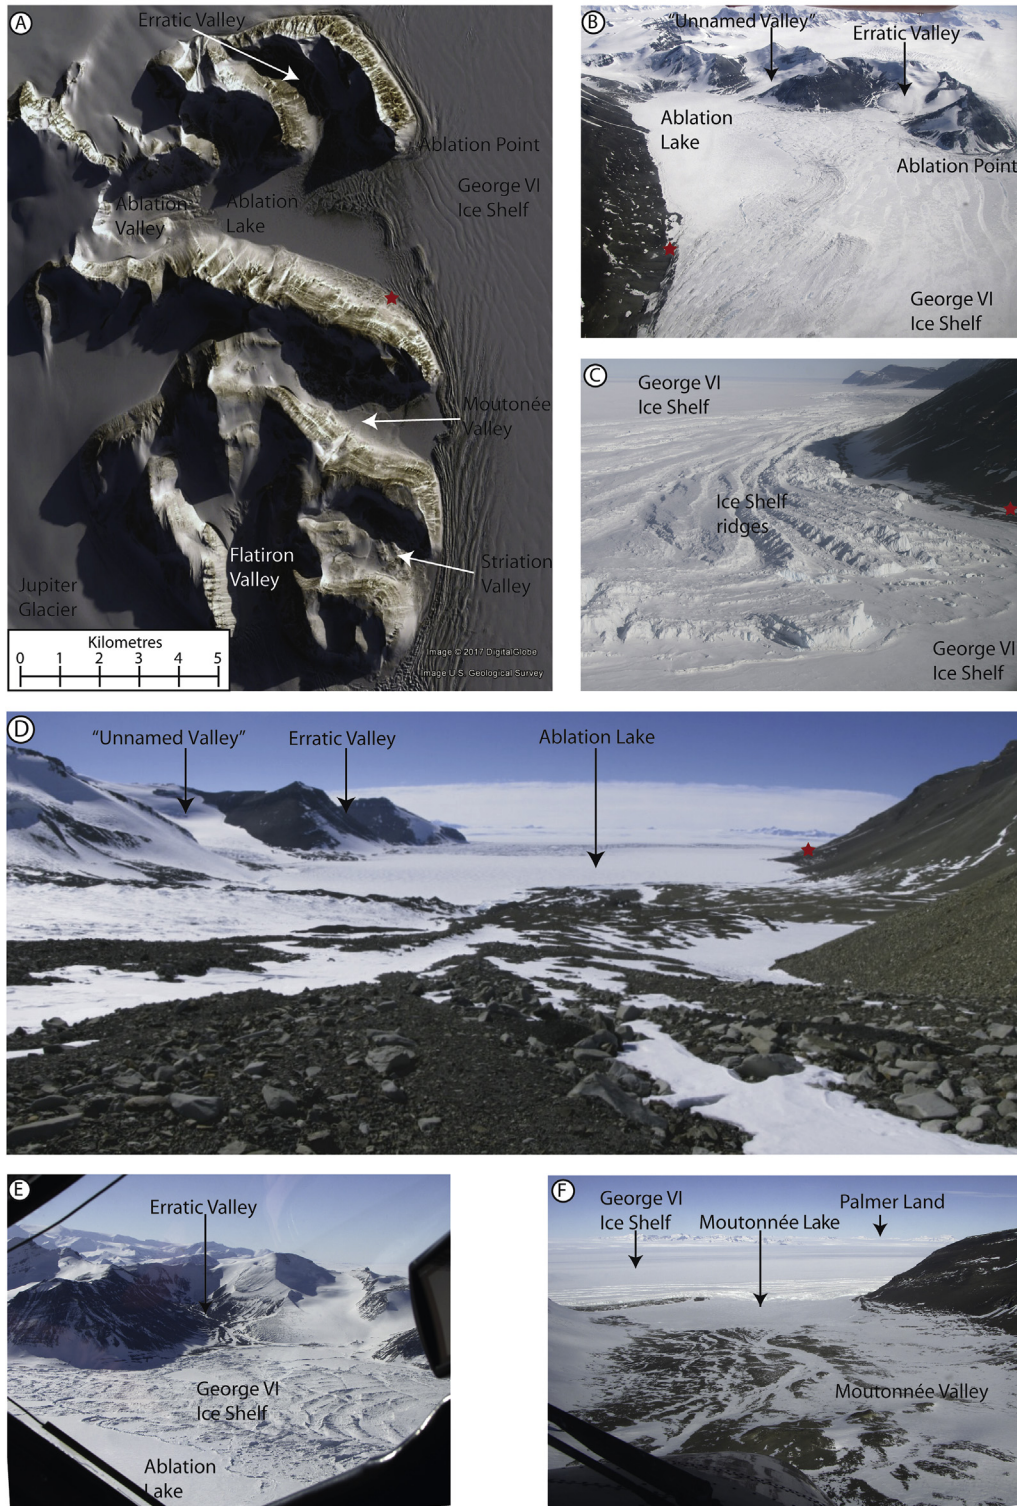 A
Erratic Valley
Ablation Point
George VI
Ice Shelf
Ablation
Valley
Ablation
Lake
Moutonée
Valley
Flatiron
Valley
Striation
Valley
Jupiter
Glacier
Kilometres
0 1 2 3 4 5
Image © 2017 DigitalGlobe
Image U.S. Geological Survey
B
“Unnamed Valley”
Erratic Valley
Ablation
Lake
Ablation Point
George VI
Ice Shelf
C
George VI
Ice Shelf
Ice Shelf
ridges
George VI
Ice Shelf
D
“Unnamed Valley”
Erratic Valley
Ablation Lake
E
Erratic Valley
George VI
Ice Shelf
Ablation
Lake
F
George VI
Ice Shelf
Moutonnée Lake
Palmer Land
Moutonnée Valley